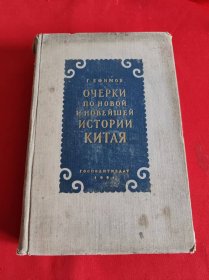 Г. ЕФИМОВ
ОЧЕРКИ
ПО НОВОЙ
И НОВЕЙШЕЙ
ИСТОРИИ
КИТАЯ
ГОСПОЛИТИЗДАТ